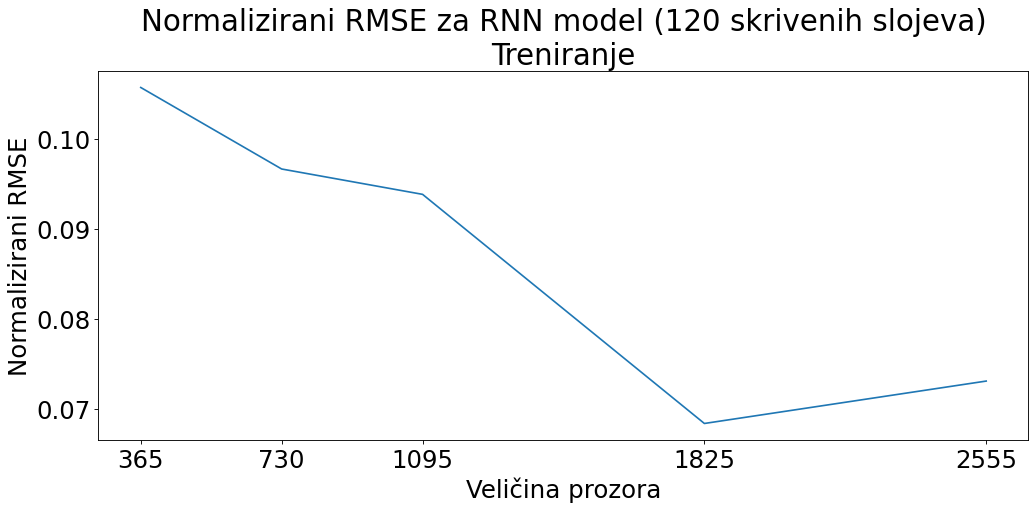 Normalizirani RMSE za RNN model (120 skrivenih slojeva)
Treniranje
Normalizirani RMSE
0.10
0.09
0.08
0.07
365 730 1095 1825 2555
Veličina prozora